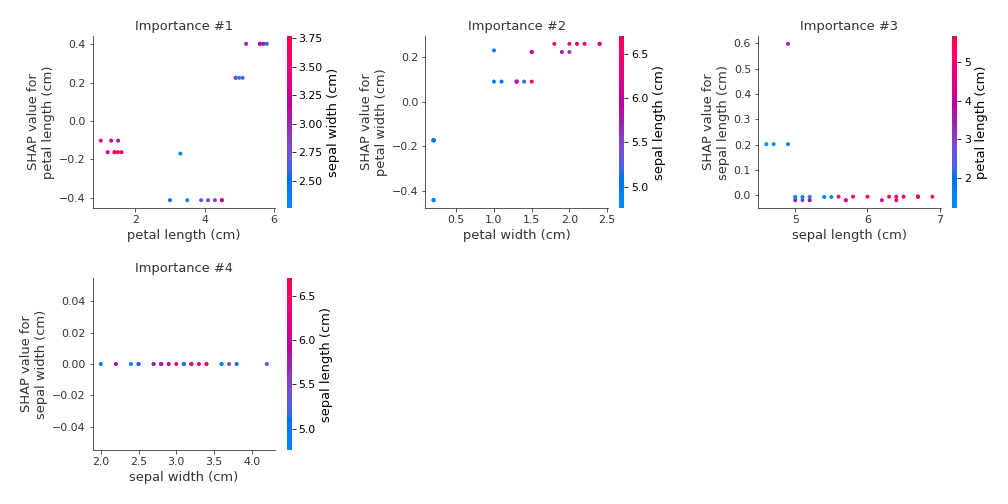 Importance #1
SHAP value for
petal length (cm)
0.4
0.2
0.0
−0.2
−0.4
2
4
6
petal length (cm)
3.75
3.50
3.25
3.00
2.75
2.50
sepal width (cm)
Importance #2
SHAP value for
petal width (cm)
0.2
0.0
−0.2
−0.4
0.5
1.0
1.5
2.0
2.5
petal width (cm)
6.5
6.0
5.5
5.0
sepal length (cm)
Importance #3
SHAP value for
sepal length (cm)
0.6
0.5
0.4
0.3
0.2
0.1
0.0
5
6
7
sepal length (cm)
5
4
3
2
petal length (cm)
Importance #4
SHAP value for
sepal width (cm)
0.04
0.02
0.00
−0.02
−0.04
2.0
2.5
3.0
3.5
4.0
sepal width (cm)
6.5
6.0
5.5
5.0
sepal length (cm)